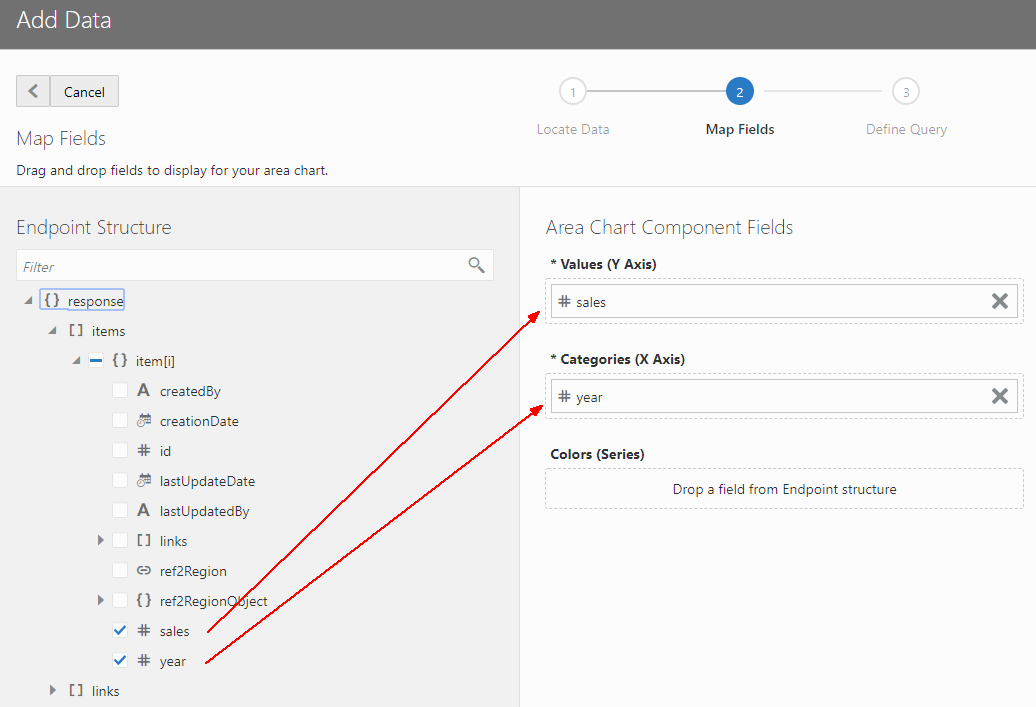 Add Data
Cancel
1
2
3
Locate Data
Map Fields
Define Query
Map Fields
Drag and drop fields to display for your area chart.
Endpoint Structure
Filter
{ } response
[ ] items
{ } item[i]
A createdBy
creationDate
# id
lastUpdateDate
A lastUpdatedBy
[ ] links
ref2Region
{ } ref2RegionObject
# sales
# year
[ ] links
Area Chart Component Fields
* Values (Y Axis)
# sales
* Categories (X Axis)
# year
Colors (Series)
Drop a field from Endpoint structure